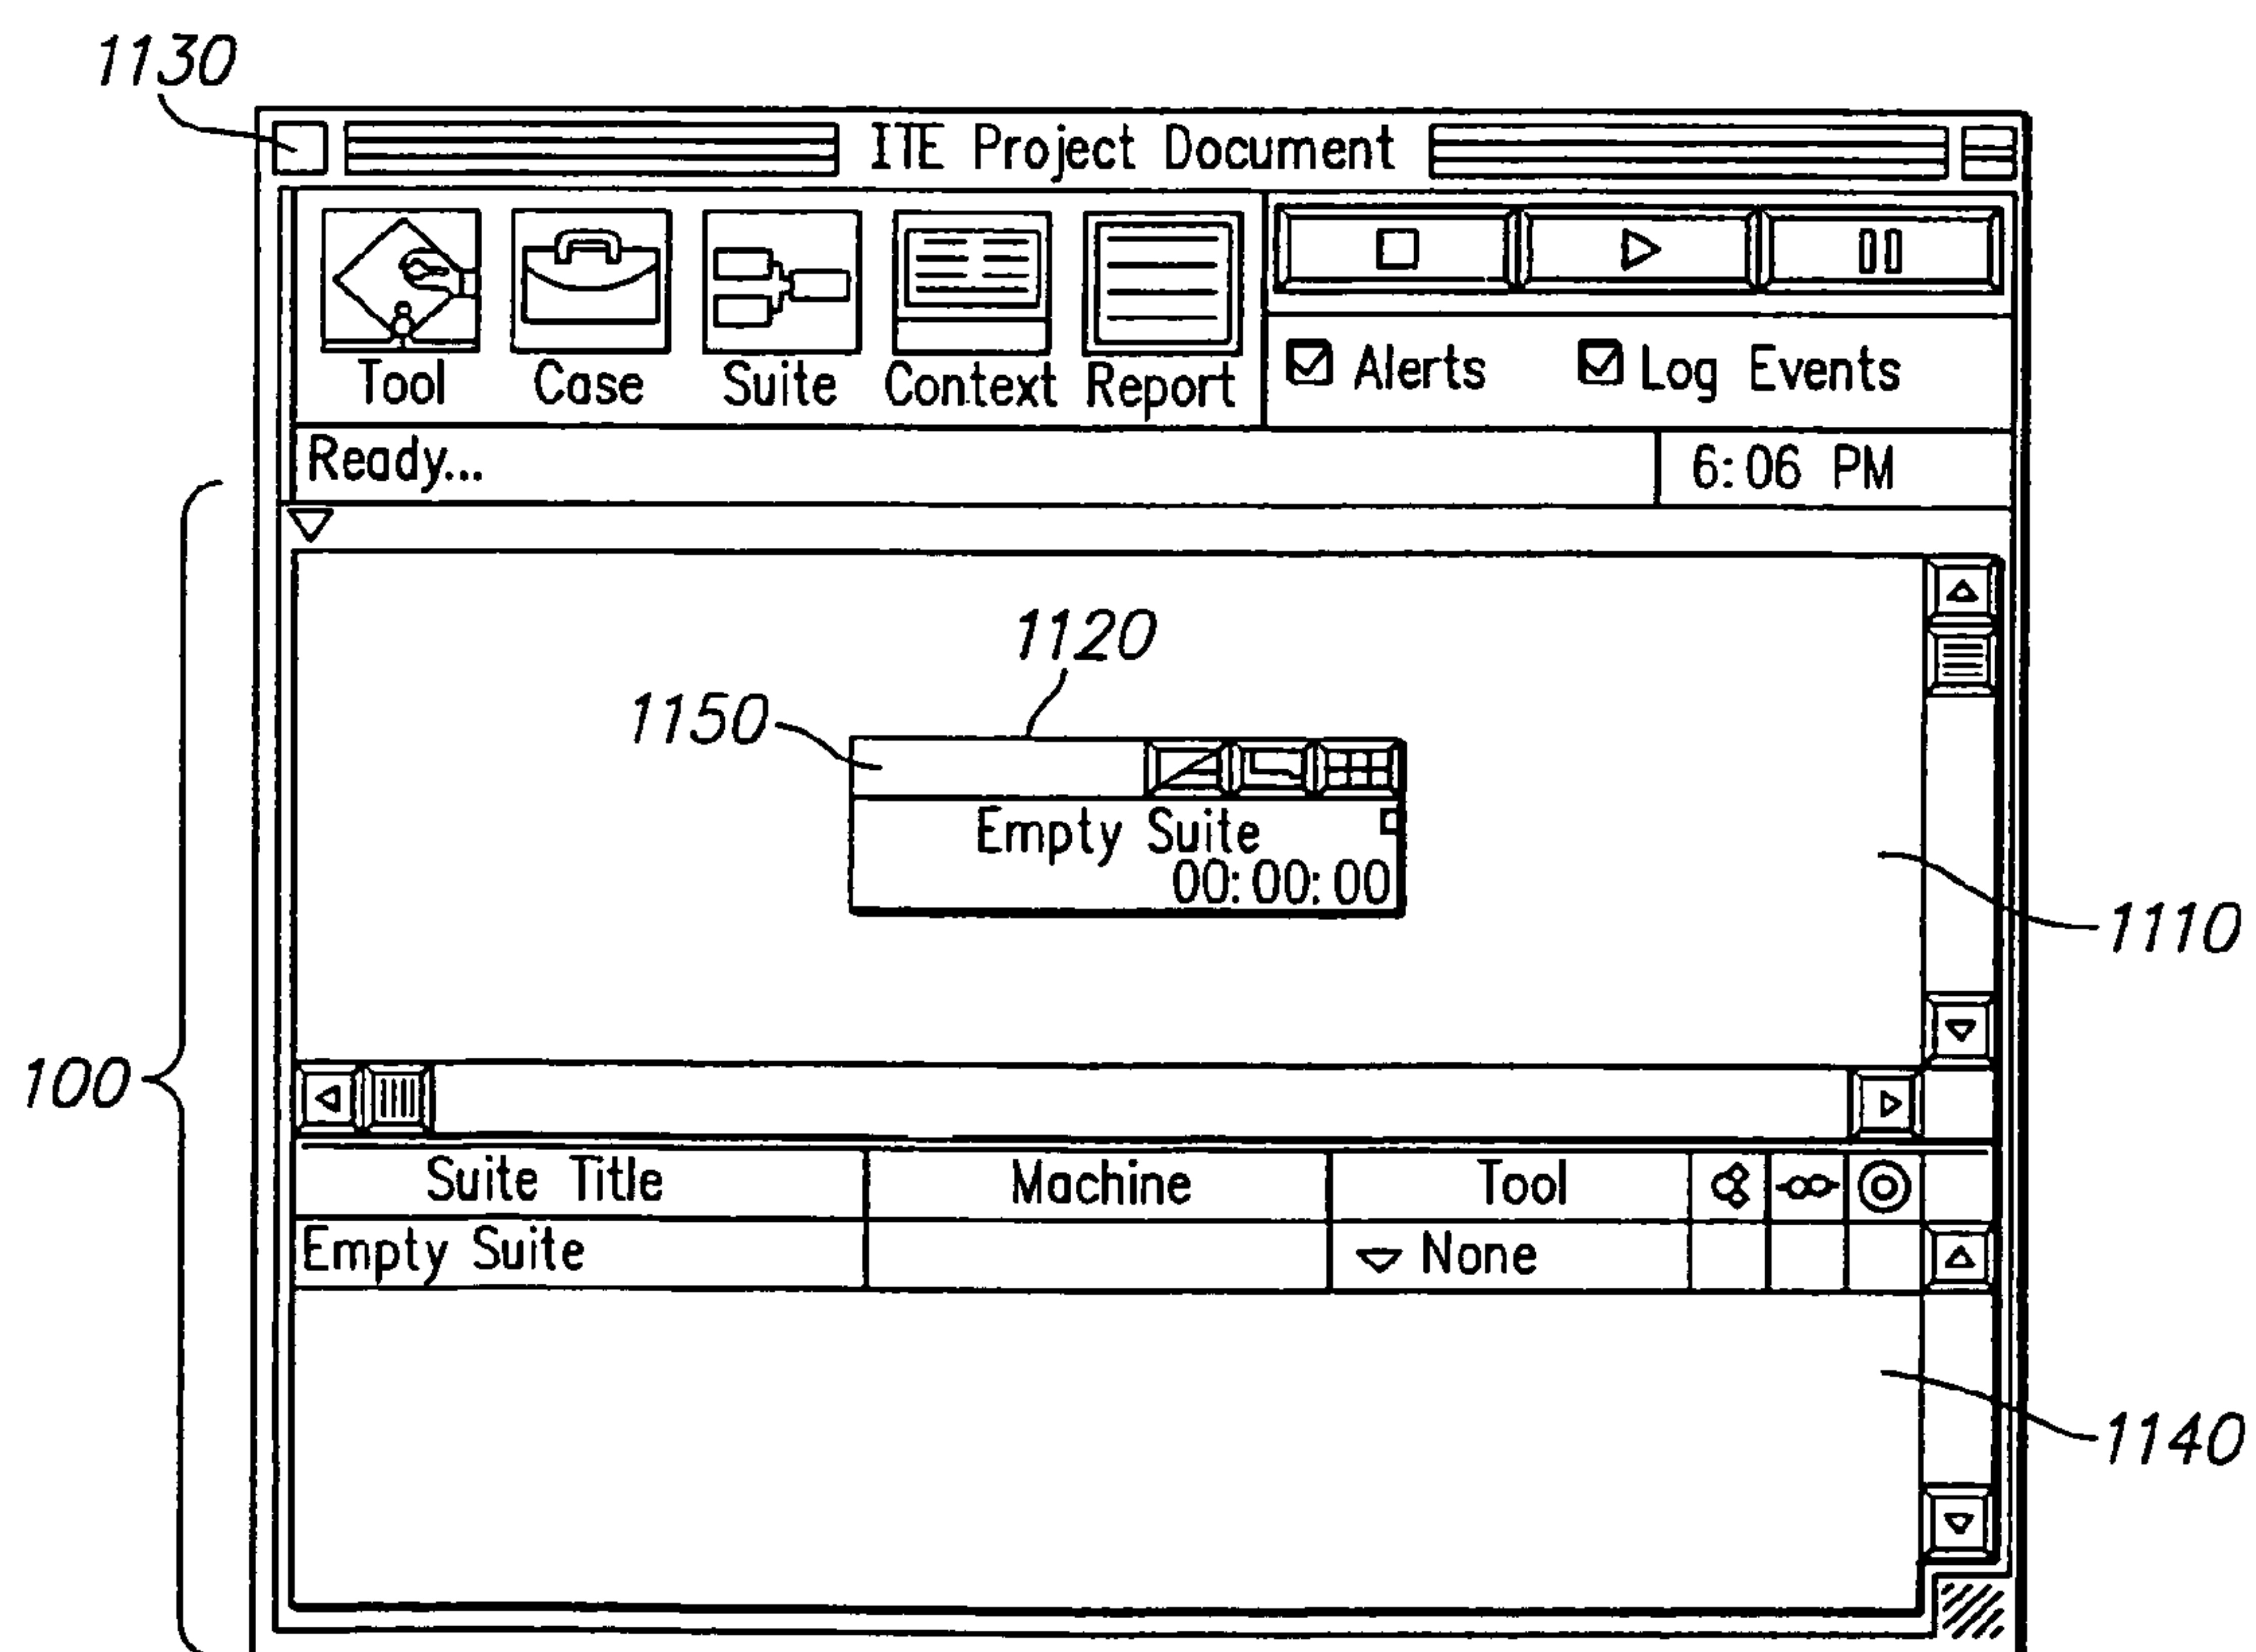 1130
ITE Project Document
Tool Case Suite Context Report
Alerts Log Events
Ready... 6:06 PM
1120
1150
Empty Suite
00:00:00
1110
100
Suite Title Machine Tool
Empty Suite None
1140